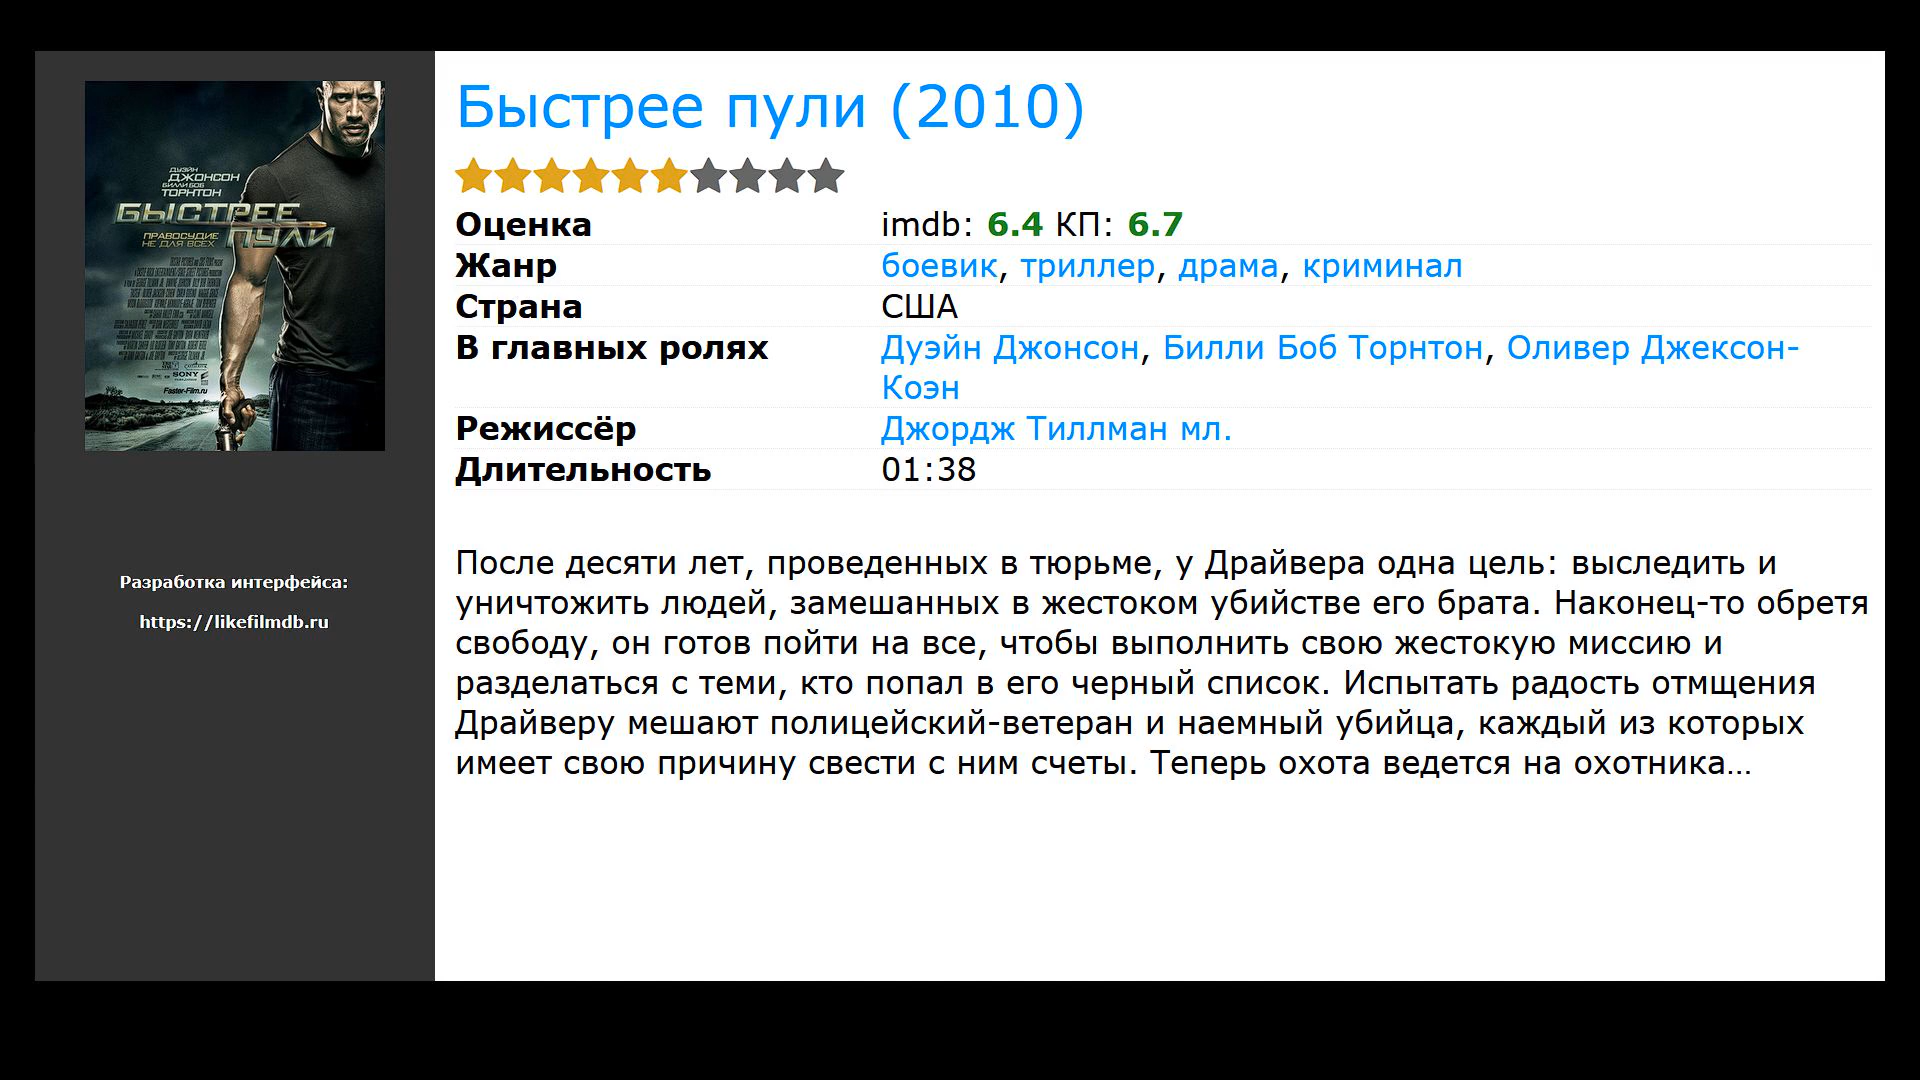 Быстрее пули (2010)
Оценка imdb: 6.4 КП: 6.7
Жанр боевик, триллер, драма, криминал
Страна США
В главных ролях Дуэйн Джонсон, Билли Боб Торнтон, Оливер Джексон-
Коэн
Режиссёр Джордж Тиллман мл.
Длительность 01:38
После десяти лет, проведенных в тюрьме, у Драйвера одна цель: выследить и
уничтожить людей, замешанных в жестоком убийстве его брата. Наконец-то обретя
свободу, он готов пойти на все, чтобы выполнить свою жестокую миссию и
разделаться с теми, кто попал в его черный список. Испытать радость отмщения
Драйверу мешают полицейский-ветеран и наемный убийца, каждый из которых
имеет свою причину свести с ним счеты. Теперь охота ведется на охотника...
ДУЭЙН
ДЖОНСОН
БИЛЛИ БОБ
ТОРНТОН
БЫСТРЕЕ
ПУЛИ
ПРАВОСУДИЕ
НЕ ДЛЯ ВСЕХ
SONY
Faster-Film.ru
Разработка интерфейса:
https://likefilmdb.ru